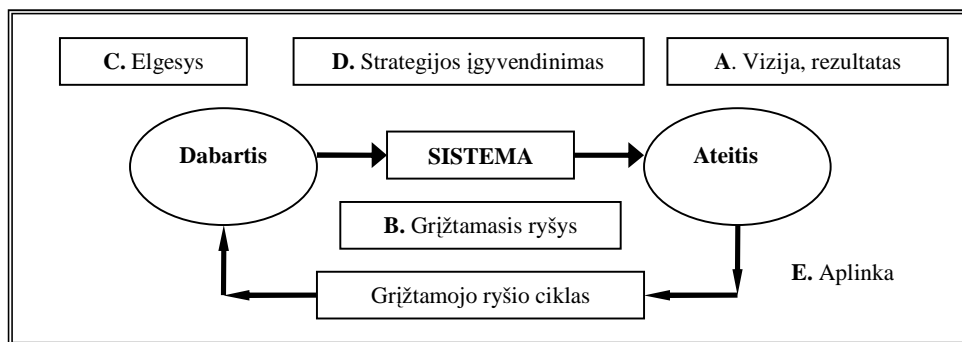 C. Elgesys
D. Strategijos įgyvendinimas
A. Vizija, rezultatas
Dabartis
SISTEMA
Ateitis
B. Grįžtamasis ryšys
E. Aplinka
Grįžtamojo ryšio ciklas